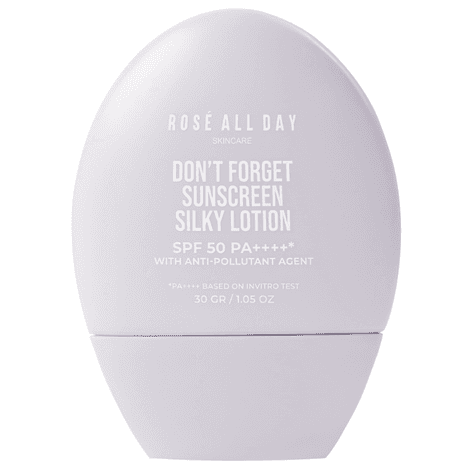 ROSÉ ALL DAY
SKINCARE
DON'T FORGET
SUNSCREEN
SILKY LOTION
SPF 50 PA++++*
WITH ANTI-POLLUTANT AGENT
*PA++++ BASED ON INVITRO TEST
30 GR / 1.05 OZ